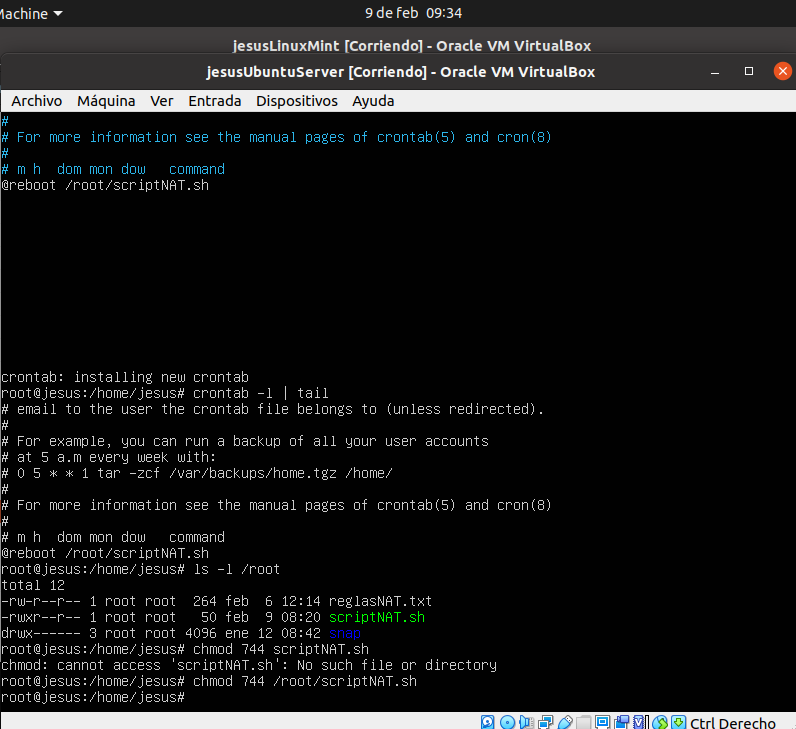 Machine
9 de feb 09:34
jesusLinuxMint [Corriendo] - Oracle VM VirtualBox
jesusUbuntuServer [Corriendo] - Oracle VM VirtualBox
Archivo Máquina Ver Entrada Dispositivos Ayuda
#
# For more information see the manual pages of crontab(5) and cron(8)
#
# m h  dom mon dow   command
@reboot /root/scriptNAT.sh
crontab: installing new crontab
root@jesus:/home/jesus# crontab -l | tail
# email to the user the crontab file belongs to (unless redirected).
#
# For example, you can run a backup of all your user accounts
# at 5 a.m every week with:
# 0 5 * * 1 tar -zcf /var/backups/home.tgz /home/
#
# For more information see the manual pages of crontab(5) and cron(8)
#
# m h  dom mon dow   command
@reboot /root/scriptNAT.sh
root@jesus:/home/jesus# ls -l /root
total 12
-rw-r--r-- 1 root root  264 feb  6 12:14 reglasNAT.txt
-rwxr--r-- 1 root root   50 feb  9 08:20 scriptNAT.sh
drwx------ 3 root root 4096 ene 12 08:42 snap
root@jesus:/home/jesus# chmod 744 scriptNAT.sh
chmod: cannot access 'scriptNAT.sh': No such file or directory
root@jesus:/home/jesus# chmod 744 /root/scriptNAT.sh
root@jesus:/home/jesus#
Ctrl Derecho